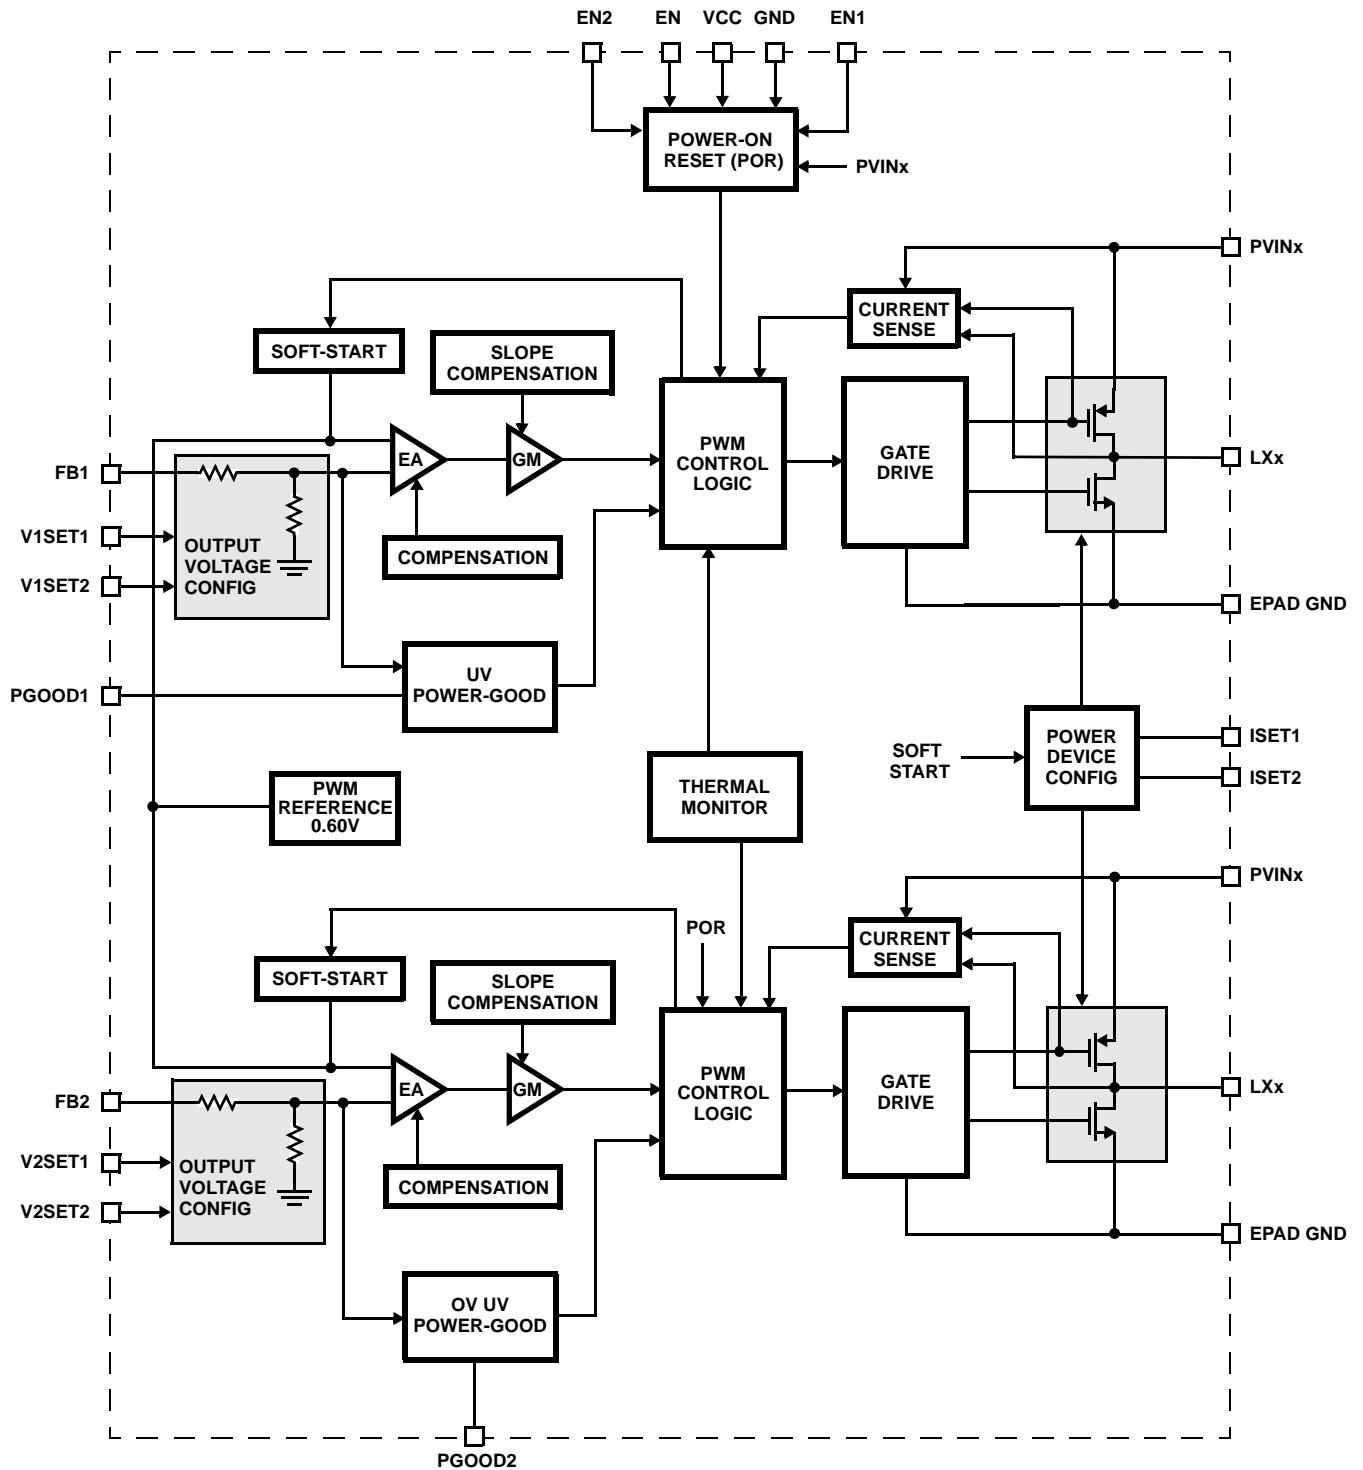 EN2 EN VCC GND EN1
POWER-ON
RESET (POR)
PVINx
PVINx
CURRENT
SENSE
SOFT-START
SLOPE
COMPENSATION
PWM
CONTROL
LOGIC
GATE
DRIVE
EA
GM
LXx
FB1
V1SET1
V1SET2
OUTPUT
VOLTAGE
CONFIG
COMPENSATION
EPAD GND
UV
POWER-GOOD
PGOOD1
POWER
DEVICE
CONFIG
ISET1
ISET2
SOFT
START
THERMAL
MONITOR
PWM
REFERENCE
0.60V
PVINx
POR
CURRENT
SENSE
SOFT-START
SLOPE
COMPENSATION
PWM
CONTROL
LOGIC
GATE
DRIVE
EA
GM
LXx
FB2
V2SET1
V2SET2
OUTPUT
VOLTAGE
CONFIG
COMPENSATION
EPAD GND
OV UV
POWER-GOOD
PGOOD2